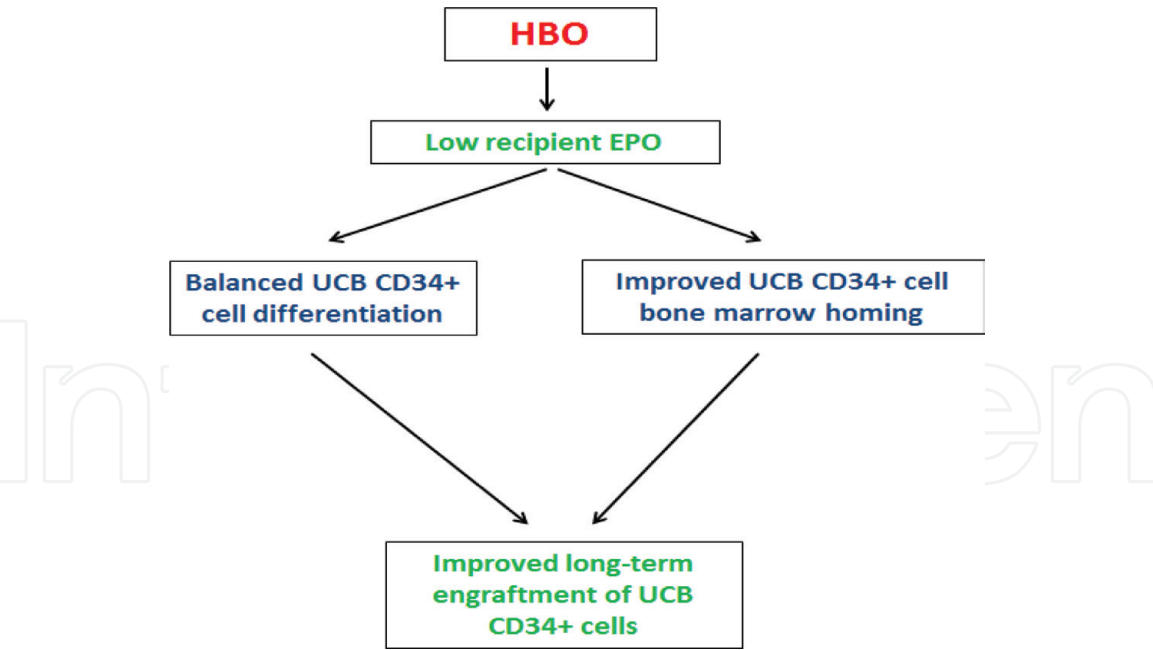 HBO
Low recipient EPO
Balanced UCB CD34+
cell differentiation
Improved UCB CD34+ cell
bone marrow homing
Improved long-term
engraftment of UCB
CD34+ cells